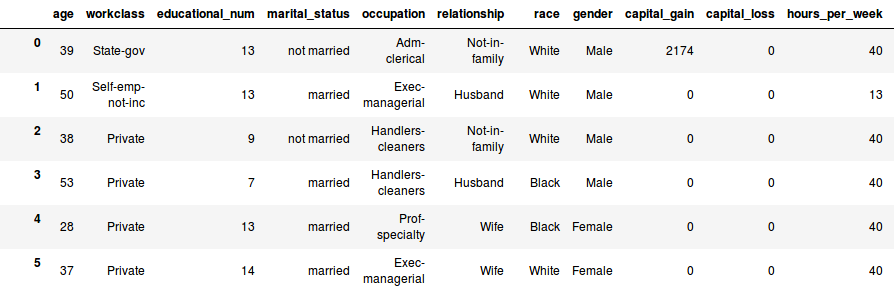 age workclass educational_num marital_status occupation relationship race gender capital_gain capital_loss hours_per_week
0 39 State-gov 13 not married Adm-clerical Not-in-family White Male 2174 0 40
1 50 Self-emp-not-inc 13 married Exec-managerial Husband White Male 0 0 13
2 38 Private 9 not married Handlers-cleaners Not-in-family White Male 0 0 40
3 53 Private 7 married Handlers-cleaners Husband Black Male 0 0 40
4 28 Private 13 married Prof-specialty Wife Black Female 0 0 40
5 37 Private 14 married Exec-managerial Wife White Female 0 0 40